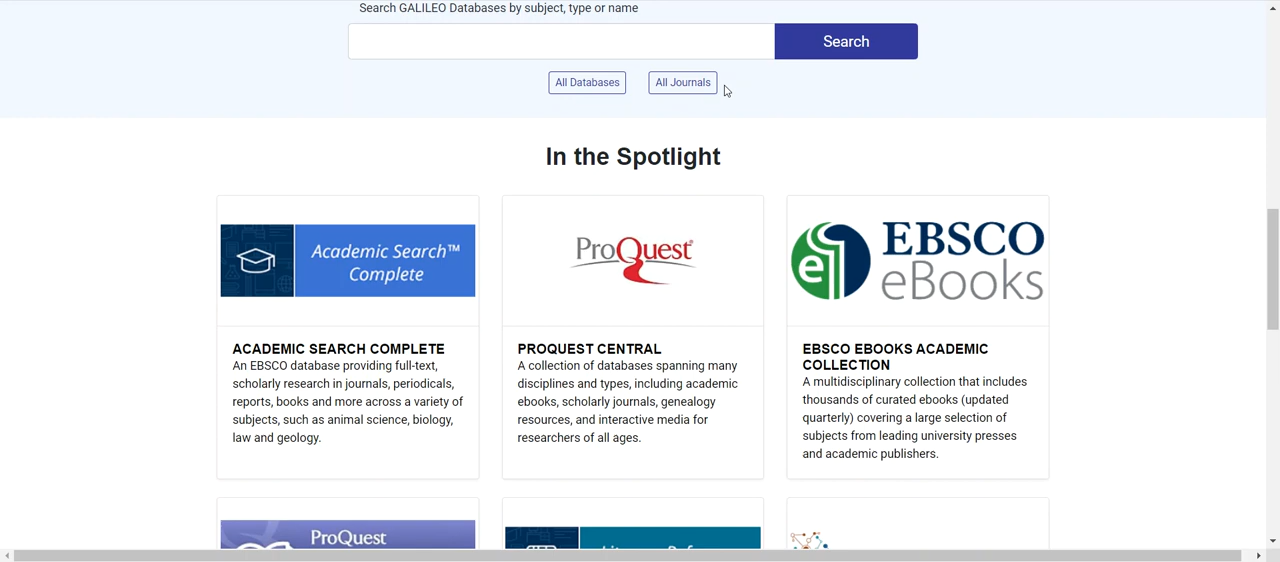 Search GALILEO Databases by subject, type or name
Search
All Databases
All Journals
In the Spotlight
Academic Search™
Complete
ProQuest®
EBSCO
eBooks
ACADEMIC SEARCH COMPLETE
An EBSCO database providing full-text,
scholarly research in journals, periodicals,
reports, books and more across a variety of
subjects, such as animal science, biology,
law and geology.
PROQUEST CENTRAL
A collection of databases spanning many
disciplines and types, including academic
ebooks, scholarly journals, genealogy
resources, and interactive media for
researchers of all ages.
EBSCO EBOOKS ACADEMIC
COLLECTION
A multidisciplinary collection that includes
thousands of curated ebooks (updated
quarterly) covering a large selection of
subjects from leading university presses
and academic publishers.
ProQuest